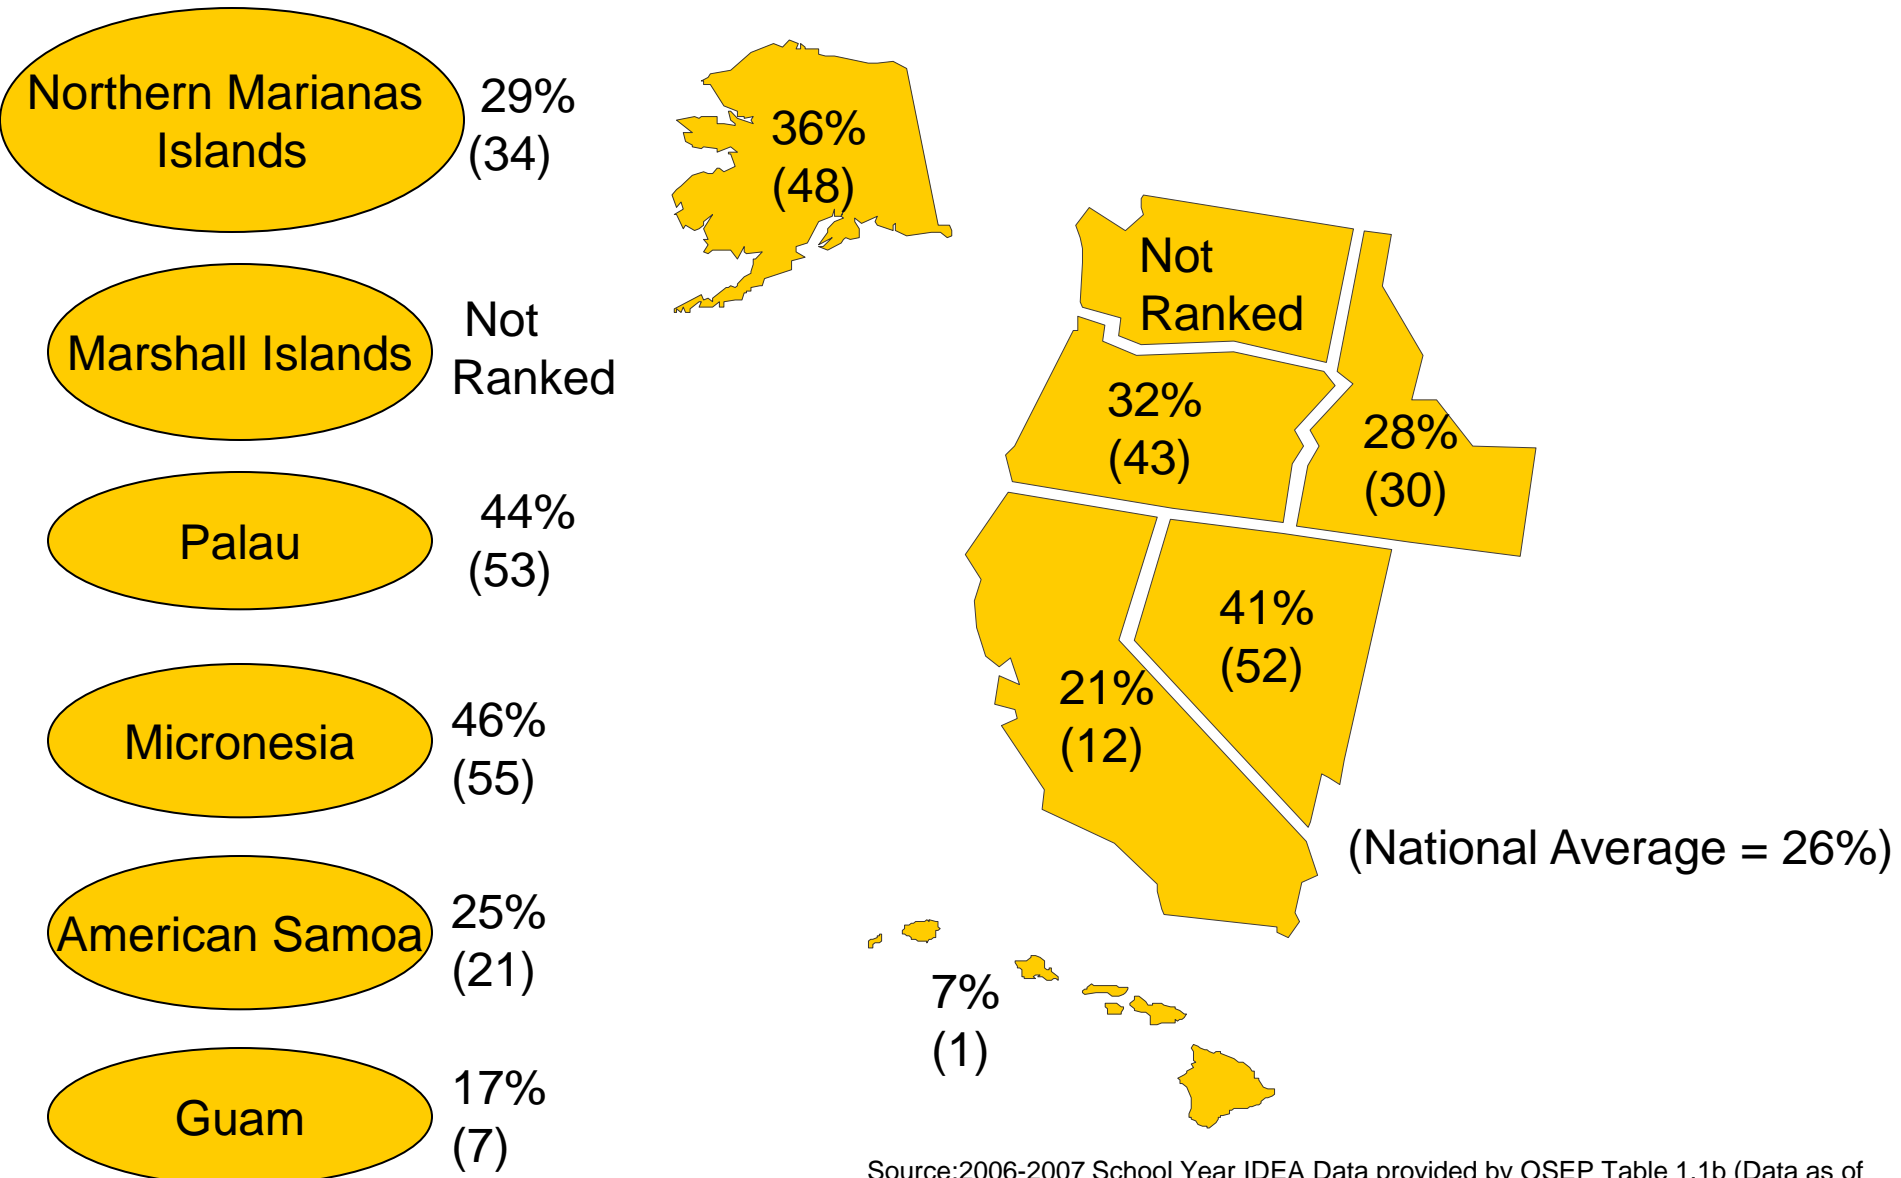 Northern Marianas
Islands
29%
(34)
Marshall Islands
Not
Ranked
Palau
44%
(53)
Micronesia
46%
(55)
American Samoa
25%
(21)
Guam
17%
(7)
36%
(48)
Not
Ranked
32%
(43)
28%
(30)
41%
(52)
21%
(12)
(National Average = 26%)
7%
(1)
Source:2006-2007 School Year IDEA Data provided by OSEP Table 1.1b (Data as of